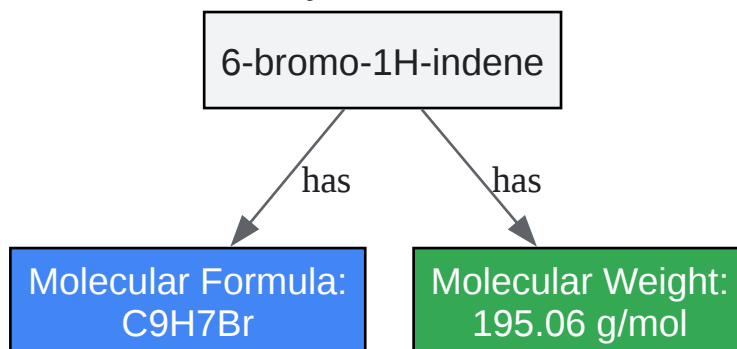 6-bromo-1H-indene
has
has
Molecular Formula:
C9H7Br
Molecular Weight:
195.06 g/mol